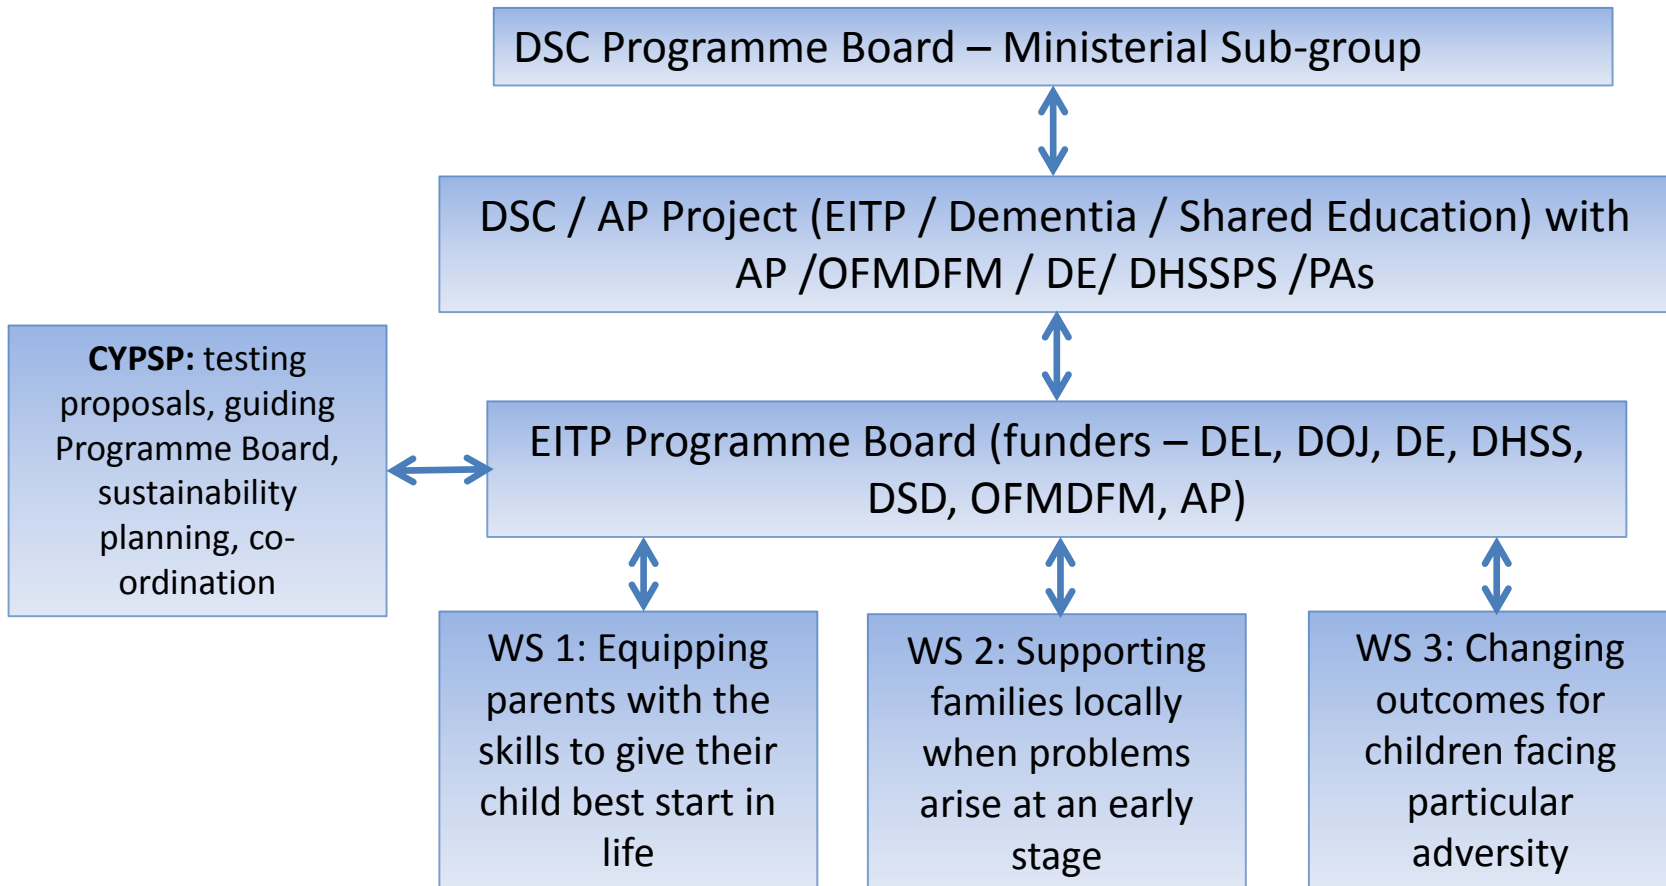 DSC Programme Board – Ministerial Sub-group
DSC / AP Project (EITP / Dementia / Shared Education) with
AP /OFMDFM / DE/ DHSSPS /PAs
CYPSP: testing
proposals, guiding
Programme Board,
sustainability
planning, co-
ordination
EITP Programme Board (funders – DEL, DOJ, DE, DHSS,
DSD, OFMDFM, AP)
WS 1: Equipping
parents with the
skills to give their
child best start in
life
WS 2: Supporting
families locally
when problems
arise at an early
stage
WS 3: Changing
outcomes for
children facing
particular
adversity